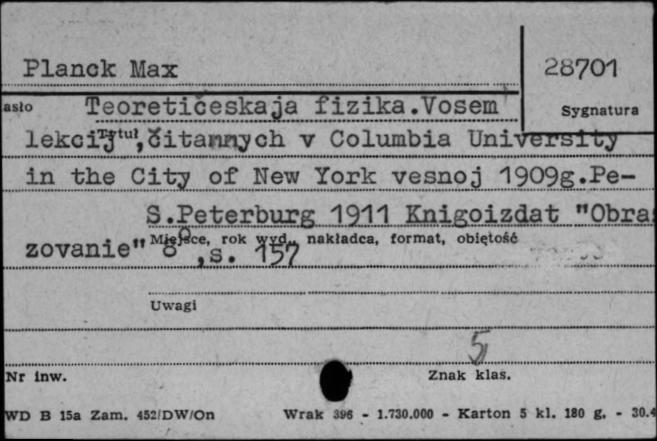 Planck Max
28701
asło Teoretičeskaja fizika.Vosem
Sygnatura
Tytuł
lekcij,čitannych v Columbia University
in the City of New York vesnoj 1909g.Pe-
S.Peterburg 1911 Knigoizdat "Obra
Miejsce, rok wyd., nakładca, format, objętość
zovanie" 8°,s. 157
Uwagi
5
Nr inw.
Znak klas.
WD B 15a Zam. 452/DW/On Wrak 396 - 1.730.000 - Karton 5 kl. 180 g. - 30.4